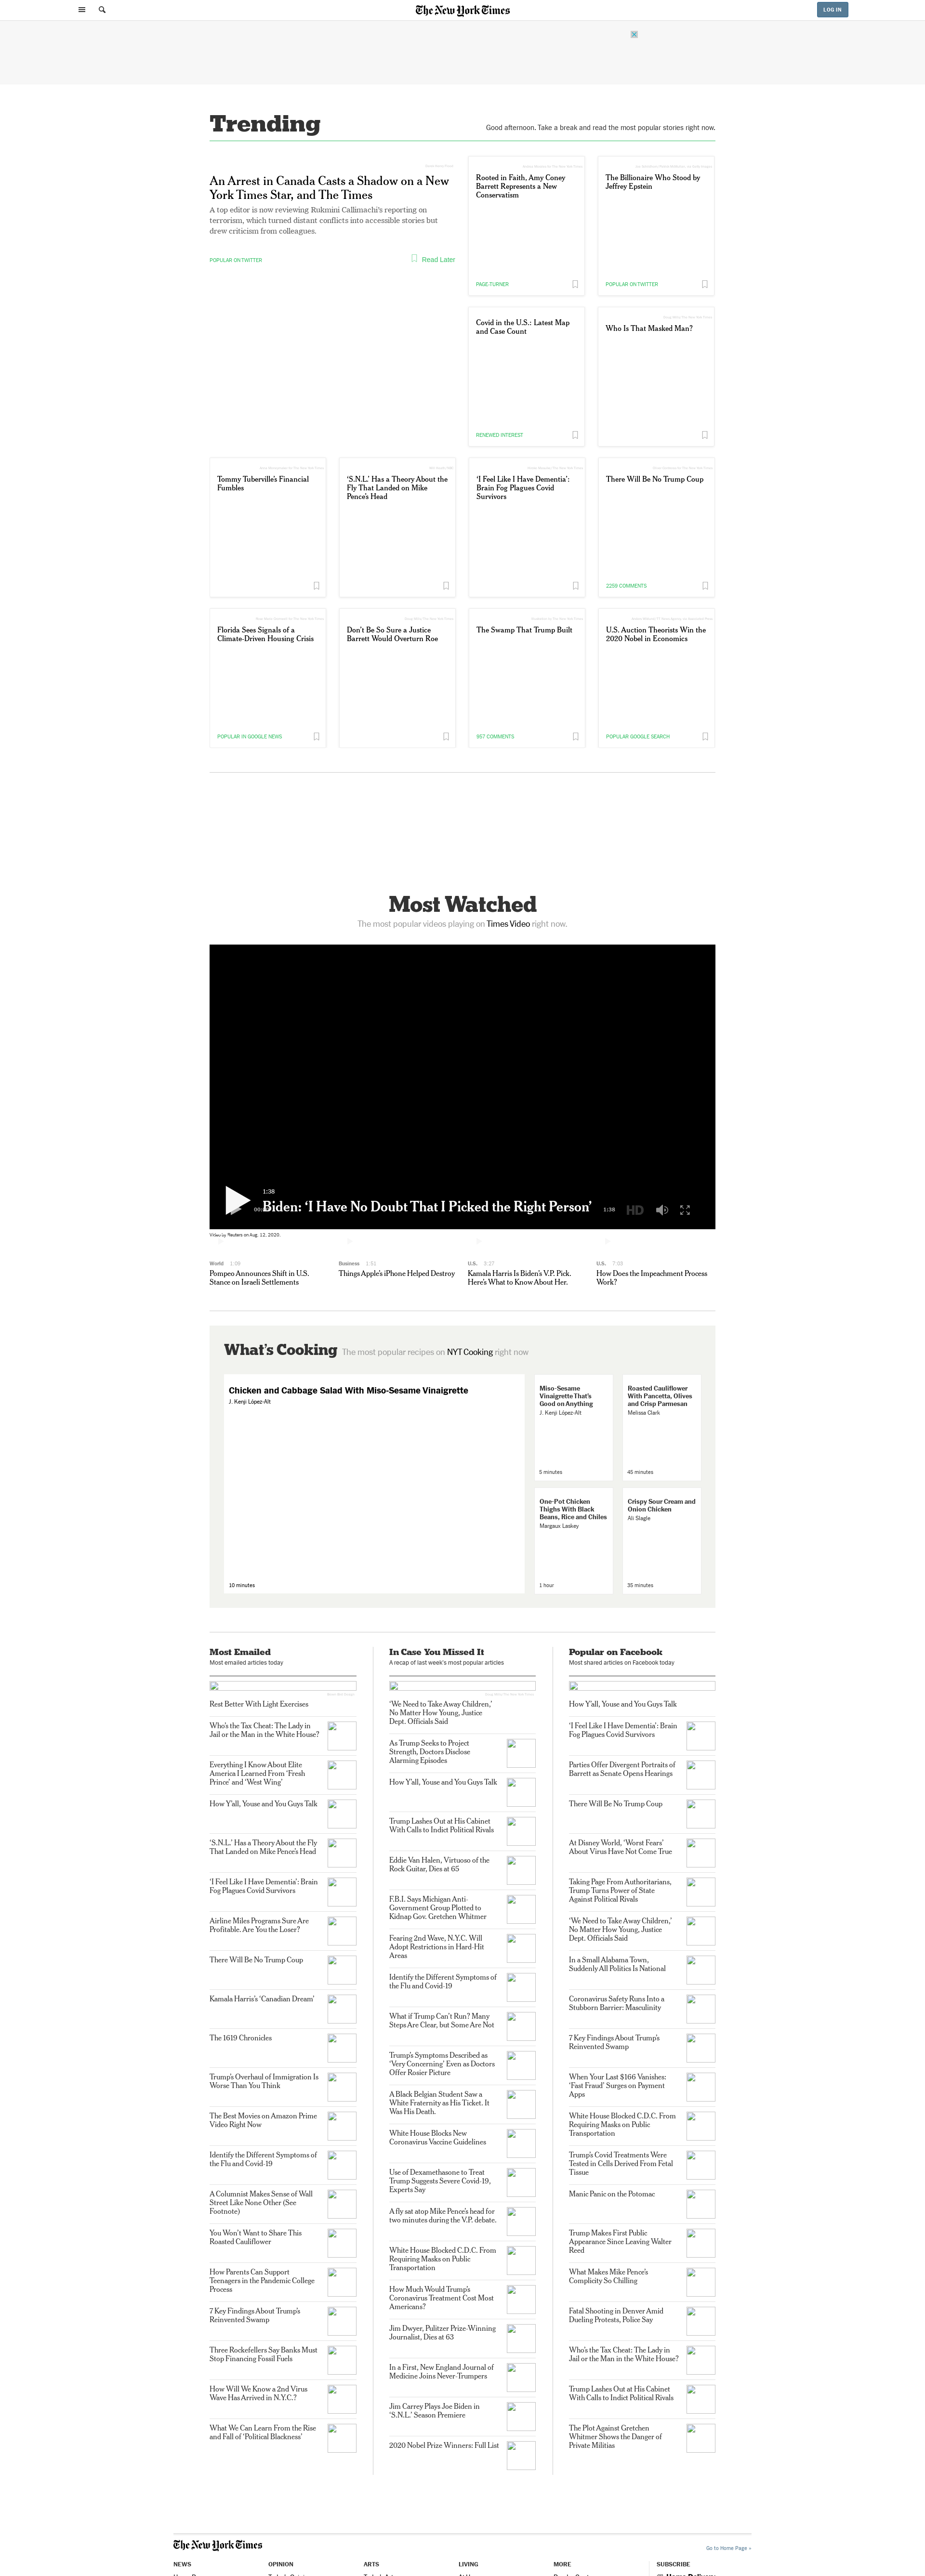 The New York Times
LOG IN
Trending
Good afternoon. Take a break and read the most popular stories right now.
An Arrest in Canada Casts a Shadow on a New
York Times Star, and The Times
A top editor is now reviewing Rukmini Callimachi's reporting on
terrorism, which turned distant conflicts into accessible stories but
drew criticism from colleagues.
POPULAR ON TWITTER
Read Later
Rooted in Faith, Amy Coney
Barrett Represents a New
Conservatism
PAGE-TURNER
The Billionaire Who Stood by
Jeffrey Epstein
POPULAR ON TWITTER
Covid in the U.S.: Latest Map
and Case Count
RENEWED INTEREST
Who Is That Masked Man?
Tommy Tuberville's Financial
Fumbles
'S.N.L.' Has a Theory About the
Fly That Landed on Mike
Pence's Head
'I Feel Like I Have Dementia':
Brain Fog Plagues Covid
Survivors
There Will Be No Trump Coup
2259 COMMENTS
Florida Sees Signals of a
Climate-Driven Housing Crisis
POPULAR IN GOOGLE NEWS
Don't Be So Sure a Justice
Barrett Would Overturn Roe
The Swamp That Trump Built
957 COMMENTS
U.S. Auction Theorists Win the
2020 Nobel in Economics
POPULAR GOOGLE SEARCH
Most Watched
The most popular videos playing on Times Video right now.
1:38
Biden: 'I Have No Doubt That I Picked the Right Person'
1:38
HD
Video by Reuters on Aug. 12, 2020.
World 1:39
Pompeo Announces Shift in U.S.
Stance on Israeli Settlements
Business 1:51
Things Apple's iPhone Helped Destroy
U.S. 3:27
Kamala Harris Is Biden's V.P. Pick.
Here's What to Know About Her.
U.S. 7:03
How Does the Impeachment Process
Work?
What's Cooking The most popular recipes on NYT Cooking right now
Chicken and Cabbage Salad With Miso-Sesame Vinaigrette
J. Kenji López-Alt
10 minutes
Miso-Sesame
Vinaigrette That's
Good on Anything
J. Kenji López-Alt
5 minutes
Roasted Cauliflower
With Pancetta, Olives
and Crisp Parmesan
Melissa Clark
45 minutes
One-Pot Chicken
Thighs With Black
Beans, Rice and Chiles
Margaux Laskey
1 hour
Crispy Sour Cream and
Onion Chicken
Ali Slagle
35 minutes
Most Emailed
Most emailed articles today
Rest Better With Light Exercises
Who's the Tax Cheat: The Lady in
Jail or the Man in the White House?
Everything I Know About Elite
America I Learned From 'Fresh
Prince' and 'West Wing'
How Y'all, Youse and You Guys Talk
'S.N.L.' Has a Theory About the Fly
That Landed on Mike Pence's Head
'I Feel Like I Have Dementia': Brain
Fog Plagues Covid Survivors
Airline Miles Programs Sure Are
Profitable. Are You the Loser?
There Will Be No Trump Coup
Kamala Harris's 'Canadian Dream'
The 1619 Chronicles
Trump's Overhaul of Immigration Is
Worse Than You Think
The Best Movies on Amazon Prime
Video Right Now
Identify the Different Symptoms of
the Flu and Covid-19
A Columnist Makes Sense of Wall
Street Like None Other (See
Footnote)
You Won't Want to Share This
Roasted Cauliflower
How Parents Can Support
Teenagers in the Pandemic College
Process
7 Key Findings About Trump's
Reinvented Swamp
Three Rockefellers Say Banks Must
Stop Financing Fossil Fuels
How Will We Know a 2nd Virus
Wave Has Arrived in N.Y.C.?
What We Can Learn From the Rise
and Fall of 'Political Blackness'
In Case You Missed It
A recap of last week's most popular articles
'We Need to Take Away Children,'
No Matter How Young, Justice
Dept. Officials Said
As Trump Seeks to Project
Strength, Doctors Disclose
Alarming Episodes
How Y'all, Youse and You Guys Talk
Trump Lashes Out at His Cabinet
With Calls to Indict Political Rivals
Eddie Van Halen, Virtuoso of the
Rock Guitar, Dies at 65
F.B.I. Says Michigan Anti-
Government Group Plotted to
Kidnap Gov. Gretchen Whitmer
Fearing 2nd Wave, N.Y.C. Will
Adopt Restrictions in Hard-Hit
Areas
Identify the Different Symptoms of
the Flu and Covid-19
What if Trump Can't Run? Many
Steps Are Clear, but Some Are Not
Trump's Symptoms Described as
'Very Concerning' Even as Doctors
Offer Rosier Picture
A Black Belgian Student Saw a
White Fraternity as His Ticket. It
Was His Death.
White House Blocks New
Coronavirus Vaccine Guidelines
Use of Dexamethasone to Treat
Trump Suggests Severe Covid-19,
Experts Say
A fly sat atop Mike Pence's head for
two minutes during the V.P. debate.
White House Blocked C.D.C. From
Requiring Masks on Public
Transportation
How Much Would Trump's
Coronavirus Treatment Cost Most
Americans?
Jim Dwyer, Pulitzer Prize-Winning
Journalist, Dies at 63
In a First, New England Journal of
Medicine Joins Never-Trumpers
Jim Carrey Plays Joe Biden in
'S.N.L.' Season Premiere
2020 Nobel Prize Winners: Full List
Popular on Facebook
Most shared articles on Facebook today
How Y'all, Youse and You Guys Talk
'I Feel Like I Have Dementia': Brain
Fog Plagues Covid Survivors
Parties Offer Divergent Portraits of
Barrett as Senate Opens Hearings
There Will Be No Trump Coup
At Disney World, 'Worst Fears'
About Virus Have Not Come True
Taking Page From Authoritarians,
Trump Turns Power of State
Against Political Rivals
'We Need to Take Away Children,'
No Matter How Young, Justice
Dept. Officials Said
In a Small Alabama Town,
Suddenly All Politics Is National
Coronavirus Safety Runs Into a
Stubborn Barrier: Masculinity
7 Key Findings About Trump's
Reinvented Swamp
When Your Last $166 Vanishes:
'Fast Fraud' Surges on Payment
Apps
White House Blocked C.D.C. From
Requiring Masks on Public
Transportation
Trump's Covid Treatments Were
Tested in Cells Derived From Fetal
Tissue
Manic Panic on the Potomac
Trump Makes First Public
Appearance Since Leaving Walter
Reed
What Makes Mike Pence's
Complicity So Chilling
Fatal Shooting in Denver Amid
Dueling Protests, Police Say
Who's the Tax Cheat: The Lady in
Jail or the Man in the White House?
Trump Lashes Out at His Cabinet
With Calls to Indict Political Rivals
The Plot Against Gretchen
Whitmer Shows the Danger of
Private Militias
The New York Times
Go to Home Page »
NEWS
OPINION
ARTS
LIVING
MORE
SUBSCRIBE